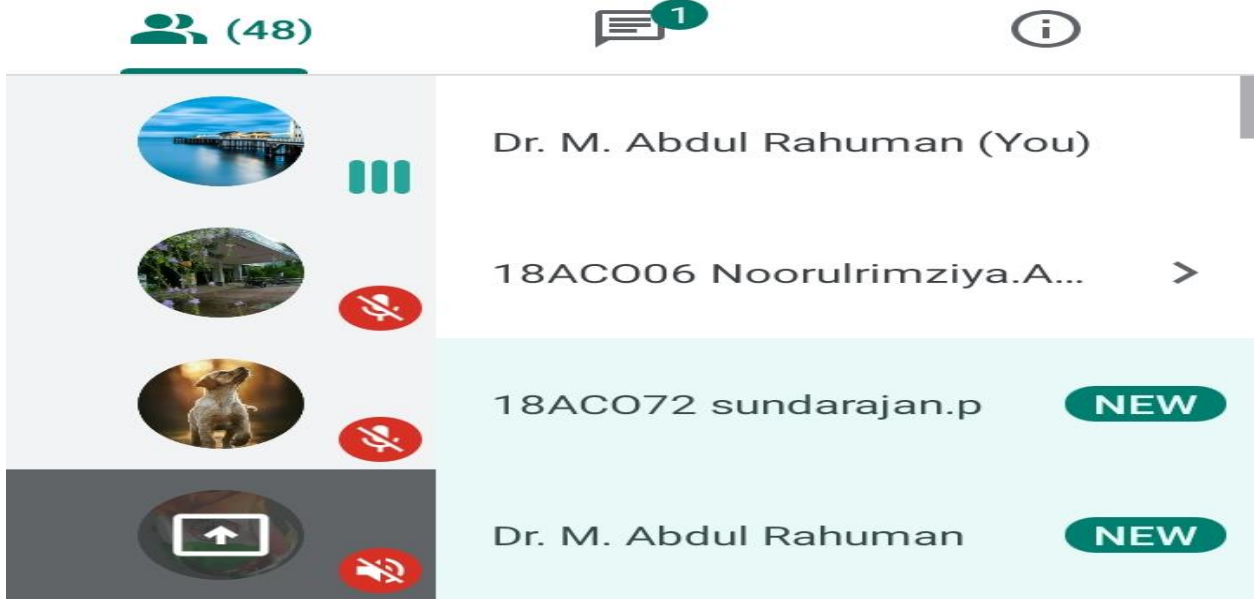 (48)
1
Dr. M. Abdul Rahuman (You)
18ACO06 Noorulrimziya.A...
18ACO72 sundarajan.p NEW
Dr. M. Abdul Rahuman NEW